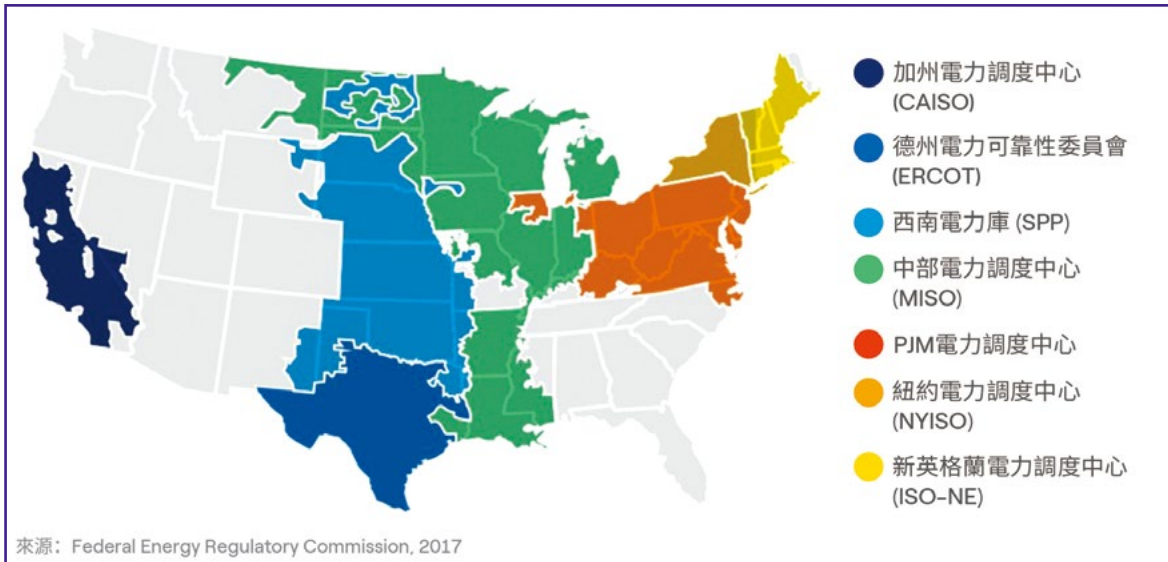 加州電力調度中心
(CAISO)
德州電力可靠性委員會
(ERCOT)
西南電力庫 (SPP)
中部電力調度中心
(MISO)
PJM電力調度中心
紐約電力調度中心
(NYISO)
新英格蘭電力調度中心
(ISO-NE)
來源：Federal Energy Regulatory Commission, 2017